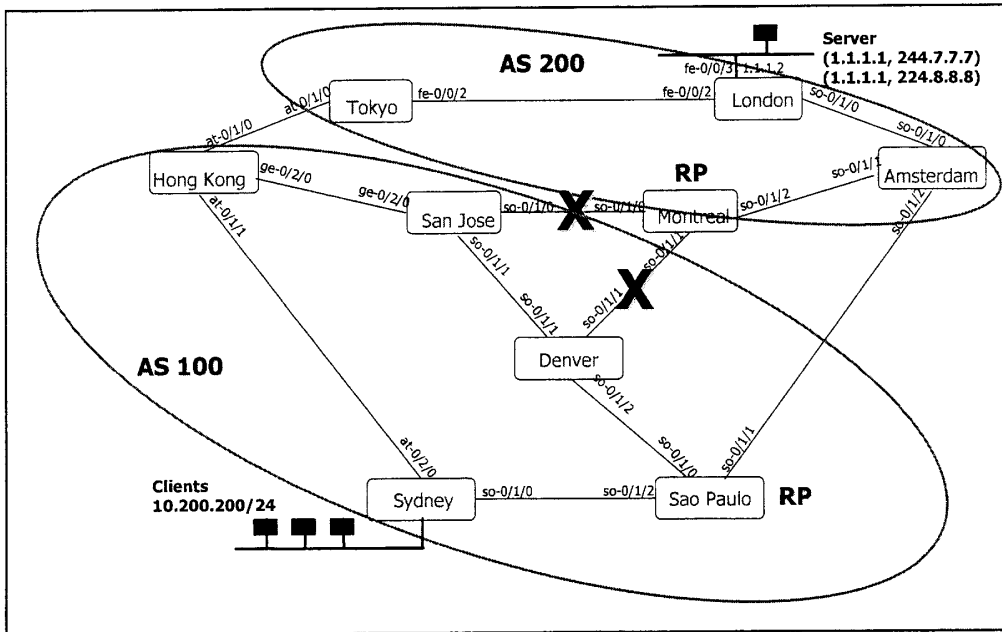 Server
(1.1.1.1, 244.7.7.7)
(1.1.1.1, 224.8.8.8)
AS 200
fe-0/0/3 1.1.1.2
at-0/1/0
Tokyo
fe-0/0/2
fe-0/0/2
London
so-0/1/0
so-0/1/0
at-0/1/0
Hong Kong
ge-0/2/0
ge-0/2/0
RP
so-0/1/1
Amsterdam
San Jose
so-0/1/0
X
so-0/1/0
Montreal
so-0/1/2
so-0/1/2
at-0/1/1
so-0/1/1
so-0/1/1
X
so-0/1/1
so-0/1/1
Denver
AS 100
so-0/1/2
so-0/1/1
at-0/2/0
so-0/1/0
Clients
10.200.200/24
Sydney
so-0/1/0
so-0/1/2
Sao Paulo
RP